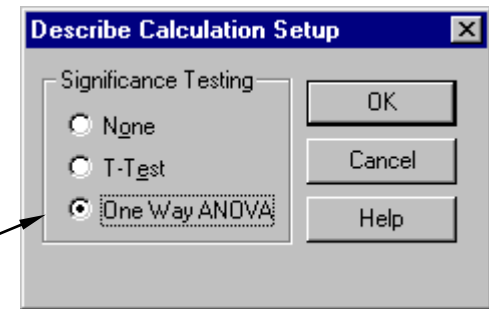 Describe Calculation Setup
Significance Testing
None
T-Test
One Way ANOVA
OK
Cancel
Help